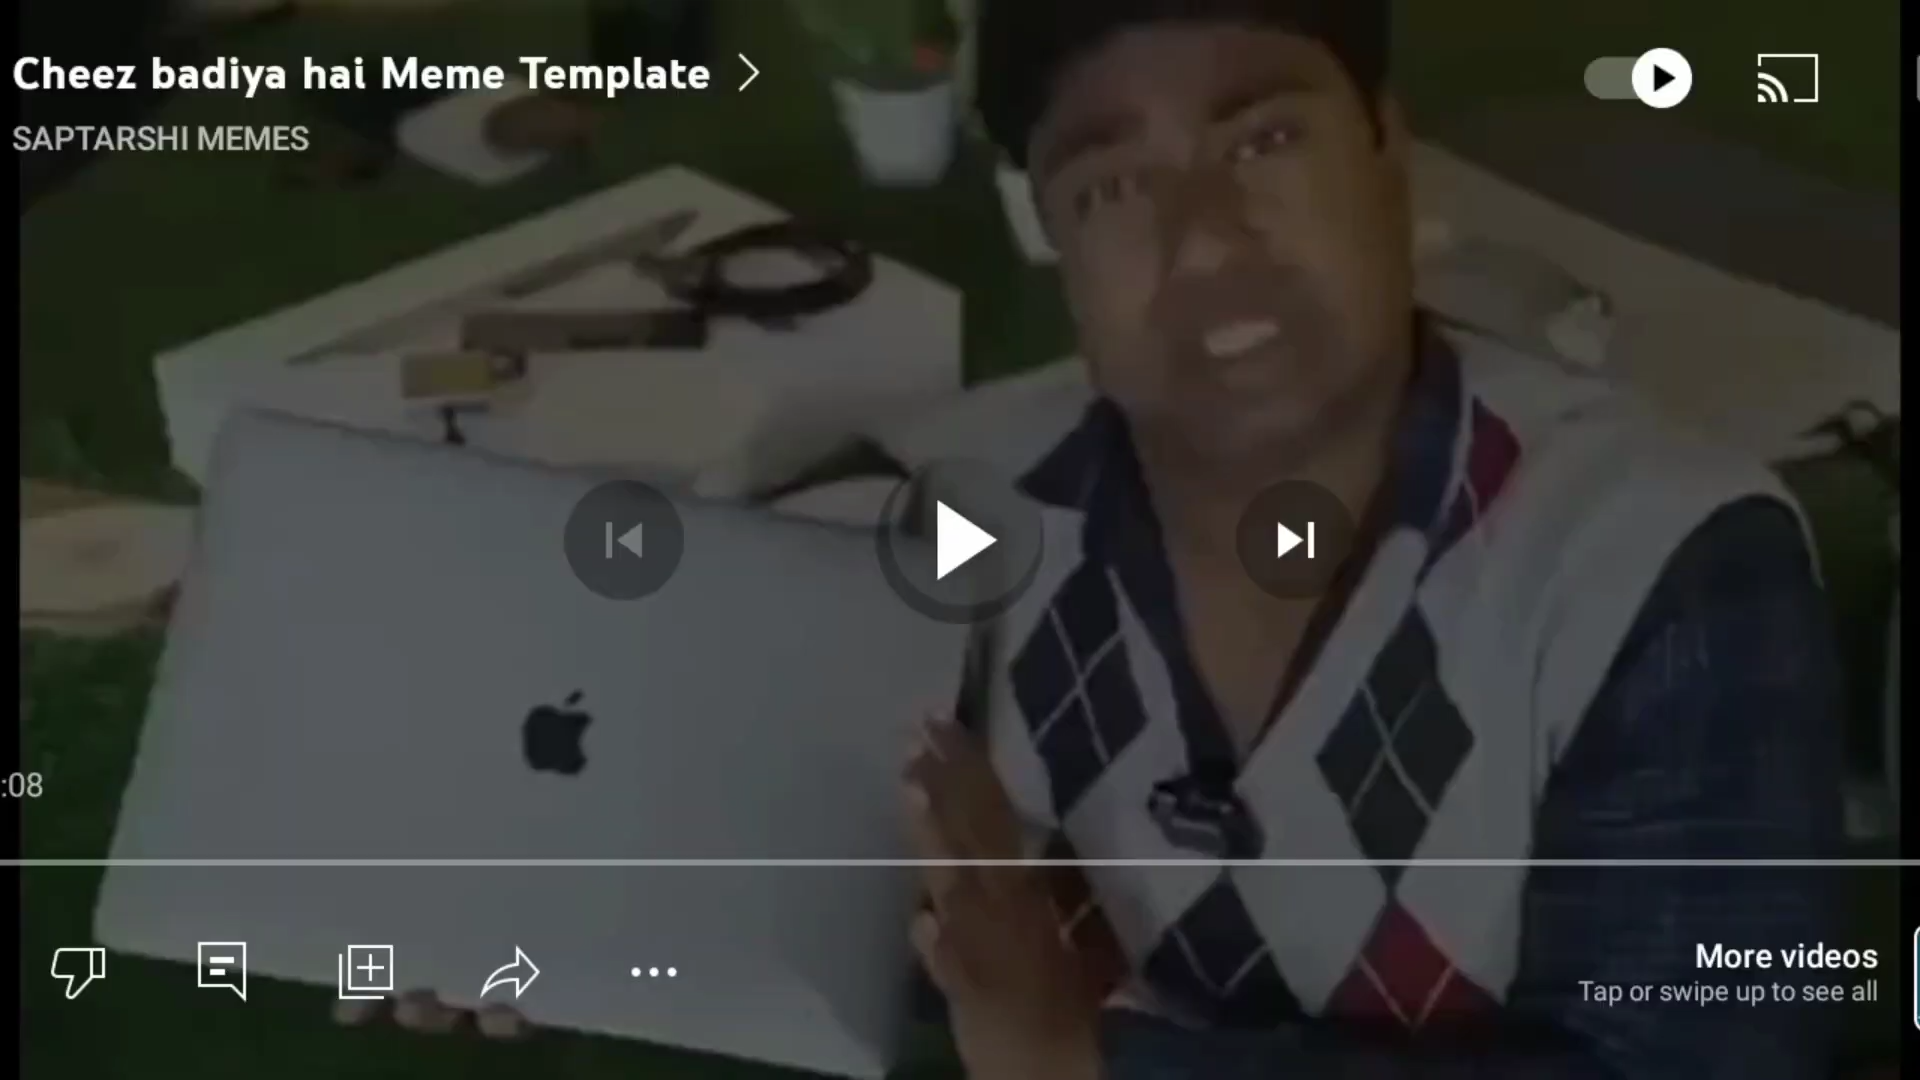 Cheez badiya hai Meme Template
SAPTARSHI MEMES
:08
More videos
Tap or swipe up to see all